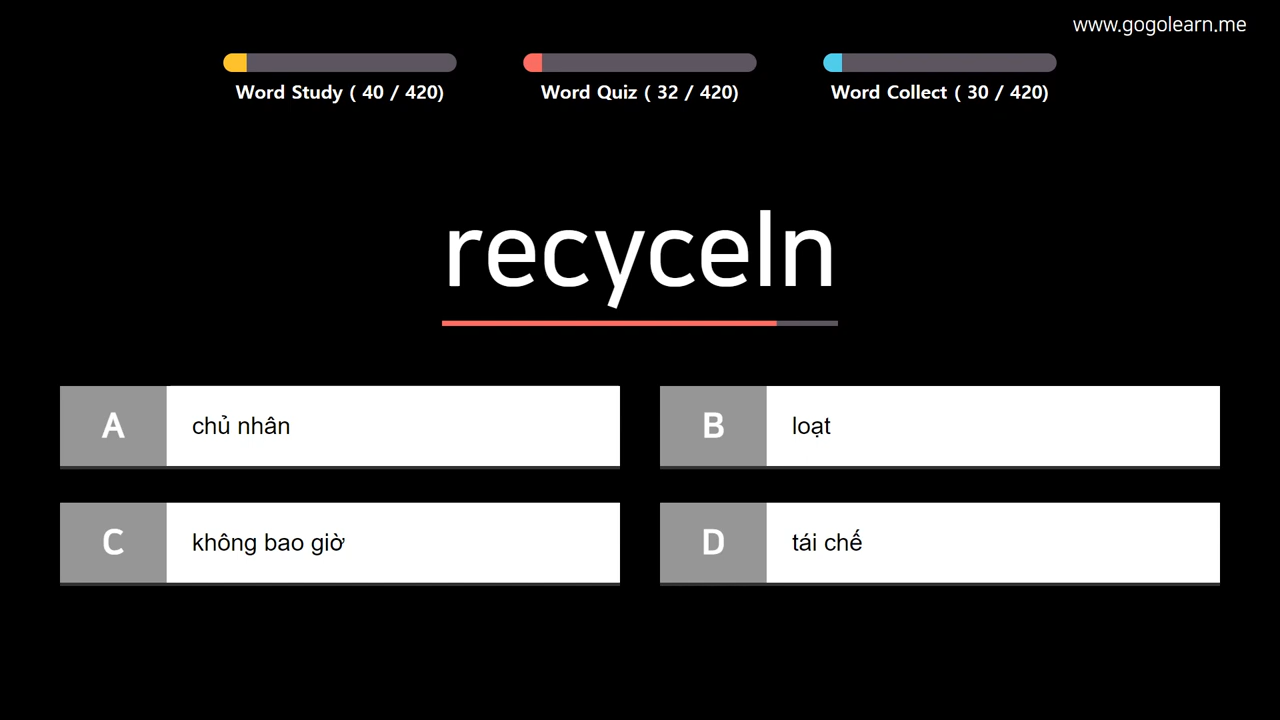 www.gogolearn.me
Word Study ( 40 / 420)
Word Quiz ( 32 / 420)
Word Collect ( 30 / 420)
recyceln
A chủ nhân
B loạt
C không bao giờ
D tái chế